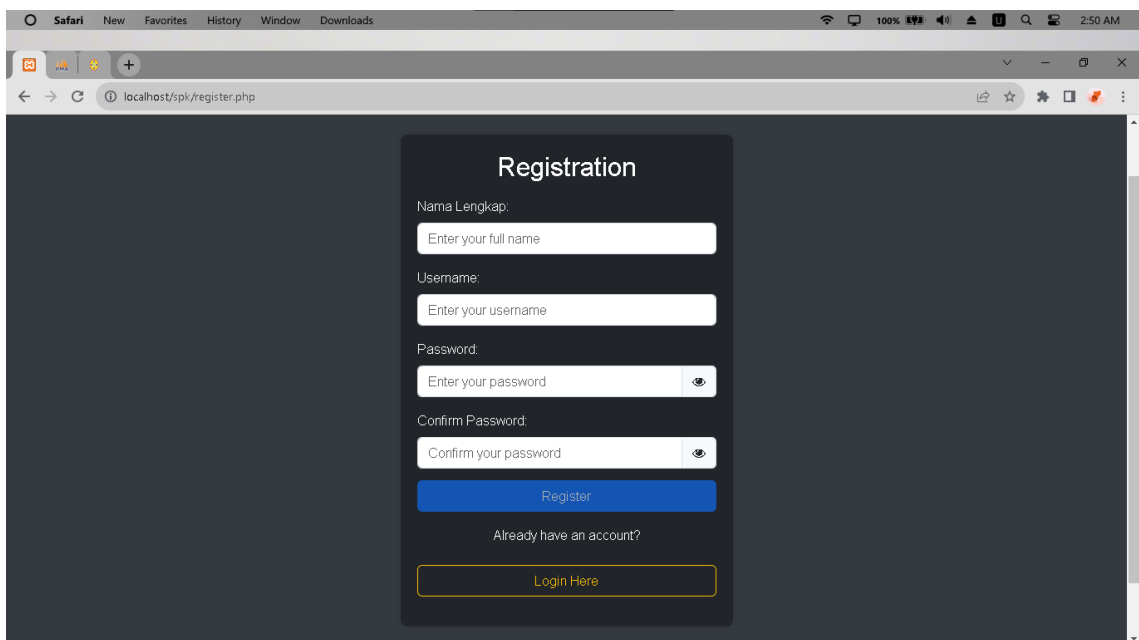 Safari New Favorites History Window Downloads 100% U 2:50 AM
localhost/spk/register.php
Registration
Nama Lengkap:
Enter your full name
Username:
Enter your username
Password:
Enter your password
Confirm Password:
Confirm your password
Register
Already have an account?
Login Here